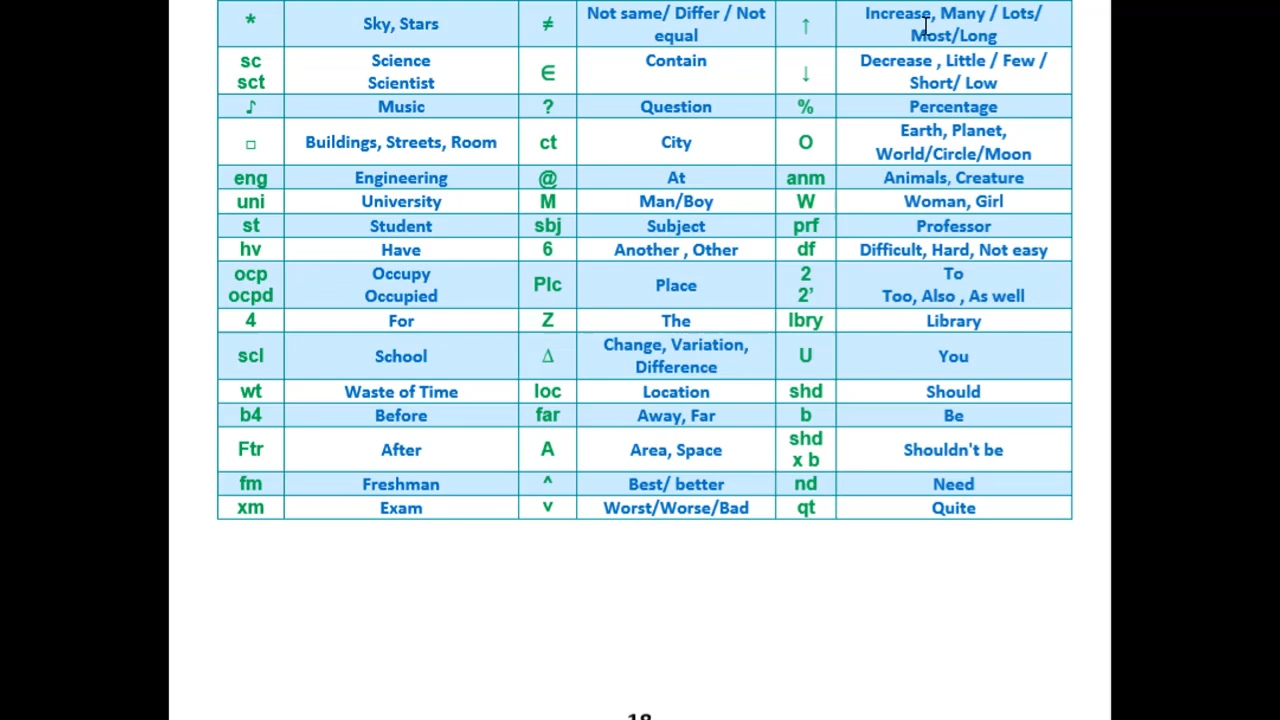 * Sky, Stars ≠ Not same/ Differ / Not equal ↑ Increase, Many / Lots/ Most/Long
sc sct Science Scientist ∈ Contain ↓ Decrease , Little / Few / Short/ Low
♪ Music ? Question % Percentage
□ Buildings, Streets, Room ct City O Earth, Planet, World/Circle/Moon
eng Engineering @ At anm Animals, Creature
uni University M Man/Boy W Woman, Girl
st Student sbj Subject prf Professor
hv Have 6 Another , Other df Difficult, Hard, Not easy
ocp ocpd Occupy Occupied Plc Place 2 2’ To Too, Also , As well
4 For Z The lbry Library
scl School Δ Change, Variation, Difference U You
wt Waste of Time loc Location shd Should
b4 Before far Away, Far b Be
Ftr After A Area, Space shd x b Shouldn't be
fm Freshman ^ Best/ better nd Need
xm Exam v Worst/Worse/Bad qt Quite
18